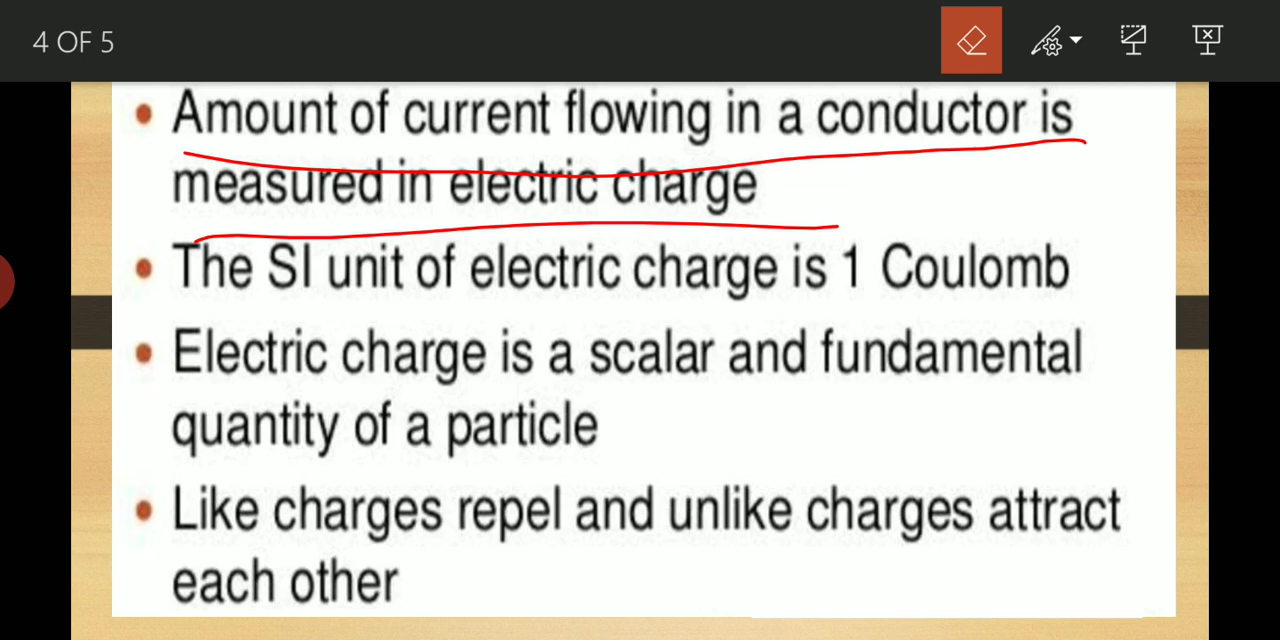 4 OF 5
• Amount of current flowing in a conductor is
measured in electric charge
• The SI unit of electric charge is 1 Coulomb
• Electric charge is a scalar and fundamental
quantity of a particle
• Like charges repel and unlike charges attract
each other